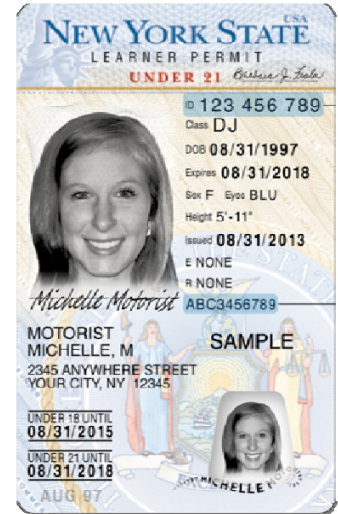 NEW YORK STATE USA
LEARNER PERMIT
UNDER 21
ID 123 456 789
Class DJ
DOB 08/31/1997
Expires 08/31/2018
Sex F Eyes BLU
Height 5'-11"
Issued 08/31/2013
E NONE
R NONE
Michelle Motorist ABC3456789
MOTORIST
MICHELLE, M
SAMPLE
2345 ANYWHERE STREET
YOUR CITY, NY 12345
UNDER 18 UNTIL
08/31/2015
UNDER 21 UNTIL
08/31/2018
MICHELLE
AUG 97